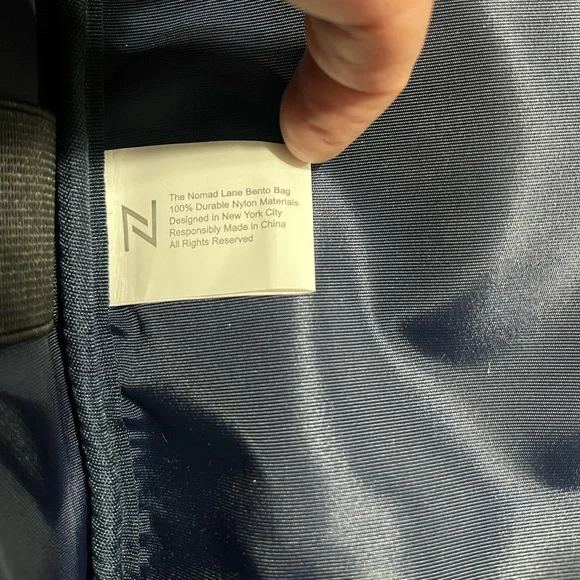 The Nomad Lane Bento Bag
100% Durable Nylon Materials
Designed in New York City
Responsibly Made In China
All Rights Reserved